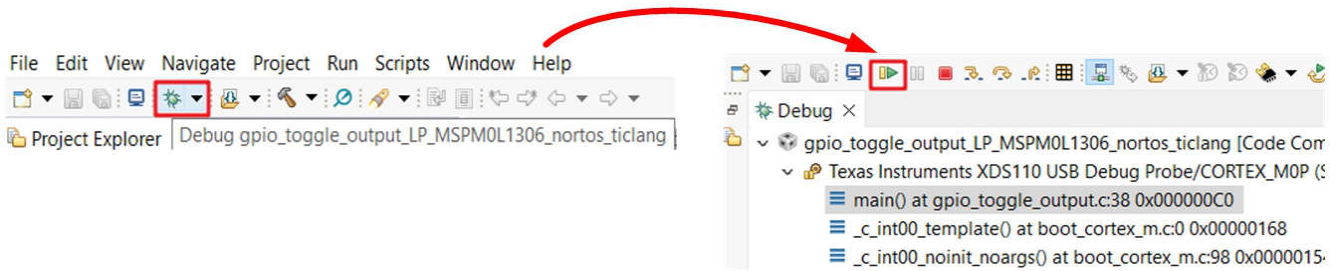 File Edit View Navigate Project Run Scripts Window Help
Project Explorer
Debug gpio_toggle_output_LP_MSPM0L1306_nortos_ticlang
Debug
gpio_toggle_output_LP_MSPM0L1306_nortos_ticlang [Code Com
Texas Instruments XDS110 USB Debug Probe/CORTEX_M0P (S
main() at gpio_toggle_output.c:38 0x000000C0
_c_int00_template() at boot_cortex_m.c:0 0x00000168
_c_int00_noinit_noargs() at boot_cortex_m.c:98 0x0000015